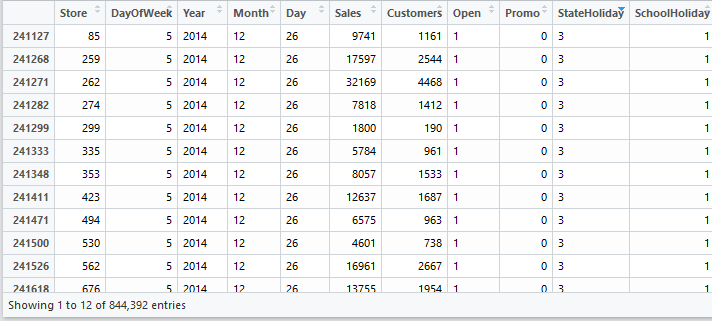 Store DayOfWeek Year Month Day Sales Customers Open Promo StateHoliday SchoolHoliday
241127 85 5 2014 12 26 9741 1161 1 0 3 1
241268 259 5 2014 12 26 17597 2544 1 0 3 1
241271 262 5 2014 12 26 32169 4468 1 0 3 1
241282 274 5 2014 12 26 7818 1412 1 0 3 1
241299 299 5 2014 12 26 1800 190 1 0 3 1
241333 335 5 2014 12 26 5784 961 1 0 3 1
241348 353 5 2014 12 26 8057 1533 1 0 3 1
241411 423 5 2014 12 26 12637 1687 1 0 3 1
241471 494 5 2014 12 26 6575 963 1 0 3 1
241500 530 5 2014 12 26 4601 738 1 0 3 1
241526 562 5 2014 12 26 16961 2667 1 0 3 1
241618 676 5 2014 12 26 13755 1954 1 0 3 1
Showing 1 to 12 of 844,392 entries